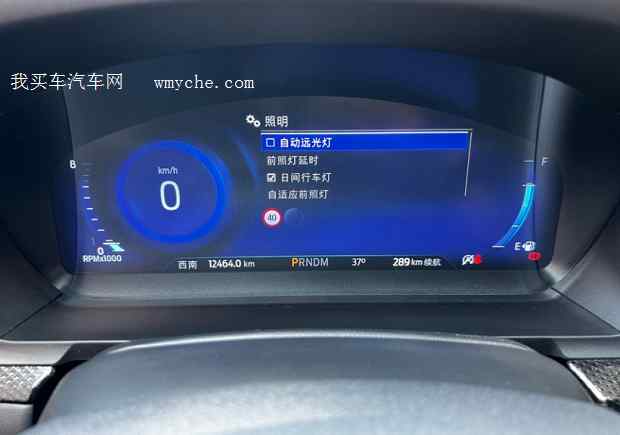 我买车汽车网 wmyche.com
照明
自动远光灯
8
F
前照灯延时
km/h
日间行车灯
0
自适应前照灯
40
0
E
RPMx1000
西南 12464.0 km PRNDM 37° 289 km 续航